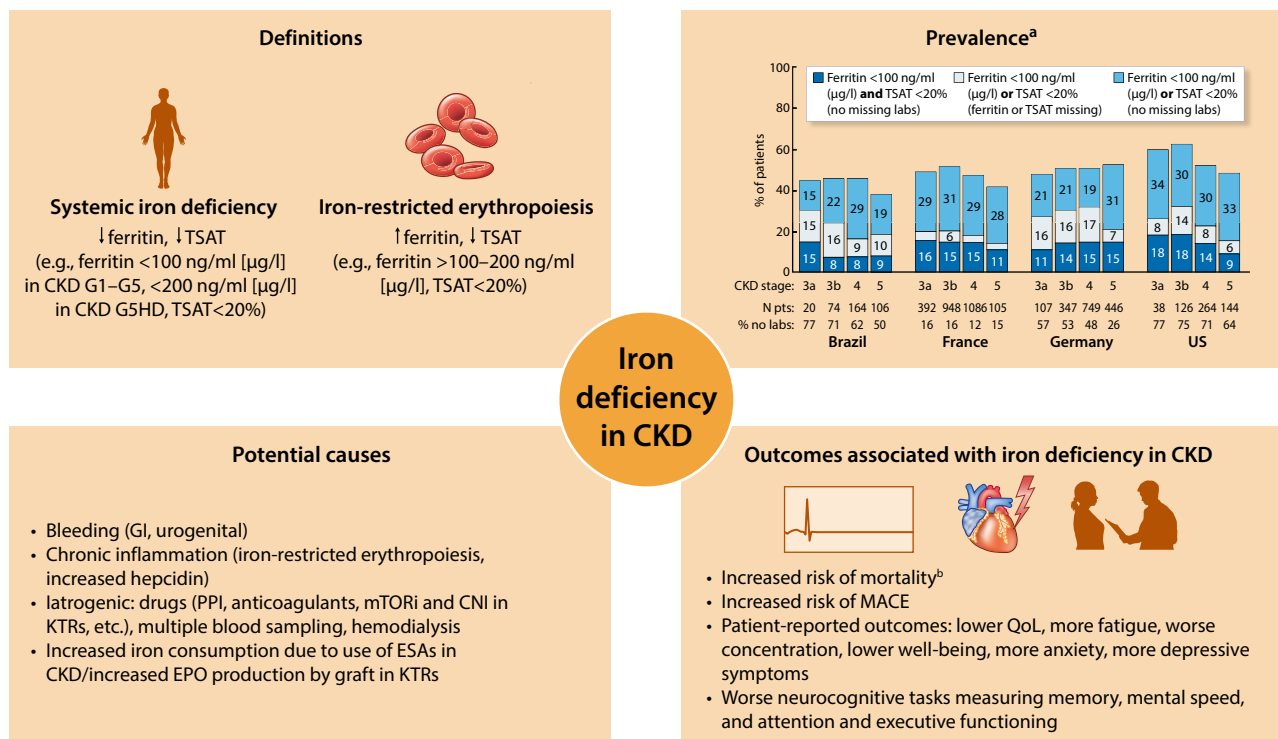 Definitions
Systemic iron deficiency
↓ferritin, ↓TSAT
(e.g., ferritin <100 ng/ml [µg/l]
in CKD G1–G5, <200 ng/ml [µg/l]
in CKD G5HD, TSAT<20%)
Iron-restricted erythropoiesis
↑ferritin, ↓ TSAT
(e.g., ferritin >100–200 ng/ml
[µg/l], TSAT<20%)
Prevalenceᵃ
% of patients
100
80
60
40
20
0
Ferritin <100 ng/ml
(µg/l) and TSAT <20%
(no missing labs)
Ferritin <100 ng/ml
(µg/l) or TSAT <20%
(ferritin or TSAT missing)
Ferritin <100 ng/ml
(µg/l) or TSAT <20%
(no missing labs)
15 22 29 19 29 31 29 28 21 21 19 31 34 30 30 33
15 16 9 10 6 16 16 17 7 8 14 8 6
15 8 8 9 16 15 15 11 11 14 15 15 18 18 14 9
CKD stage: 3a 3b 4 5 3a 3b 4 5 3a 3b 4 5 3a 3b 4 5
N pts: 20 74 164 106 392 948 1086 105 107 347 749 446 38 126 264 144
% no labs: 77 71 62 50 16 16 12 15 57 53 48 26 77 75 71 64
Brazil France Germany US
Iron
deficiency
in CKD
Potential causes
• Bleeding (GI, urogenital)
• Chronic inflammation (iron-restricted erythropoiesis,
increased hepcidin)
• Iatrogenic: drugs (PPI, anticoagulants, mTORi and CNI in
KTRs, etc.), multiple blood sampling, hemodialysis
• Increased iron consumption due to use of ESAs in
CKD/increased EPO production by graft in KTRs
Outcomes associated with iron deficiency in CKD
• Increased risk of mortalityᵇ
• Increased risk of MACE
• Patient-reported outcomes: lower QoL, more fatigue, worse
concentration, lower well-being, more anxiety, more depressive
symptoms
• Worse neurocognitive tasks measuring memory, mental speed,
and attention and executive functioning